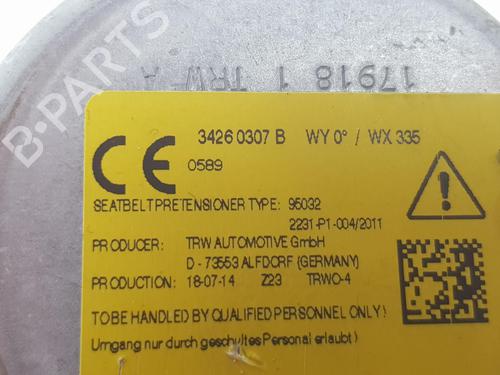 17918 1 TRW A
34260307 B WY 0° / WX 335
CE
0589
SEATBELT PRETENSIONER TYPE: 95032
2231-P1-004/2011
PRODUCER: TRW AUTOMOTIVE GmbH
D - 73553 ALFDORF (GERMANY)
PRODUCTION: 18-07-14 Z23 TRWO-4
TO BE HANDLED BY QUALIFIED PERSONNEL ONLY!
Umgang nur durch geschultes Personal erlaubt )
B-PARTS